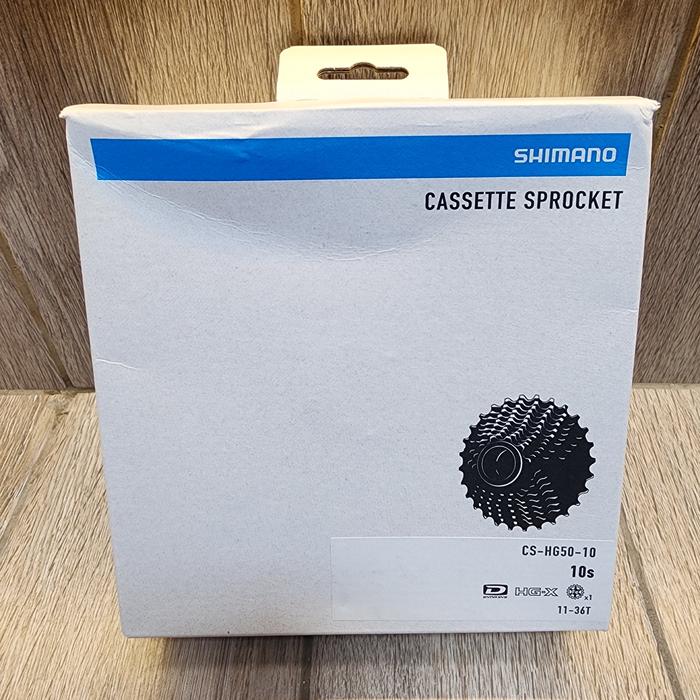 SHIMANO
CASSETTE SPROCKET
CS-HG50-10
10s
HG-X x1
11-36T